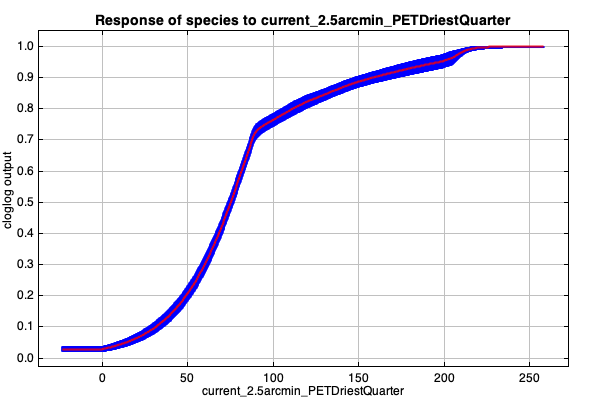 Response of species to current_2.5arcmin_PETDriestQuarter
cloglog output
1.0
0.9
0.8
0.7
0.6
0.5
0.4
0.3
0.2
0.1
0.0
0 50 100 150 200 250
current_2.5arcmin_PETDriestQuarter